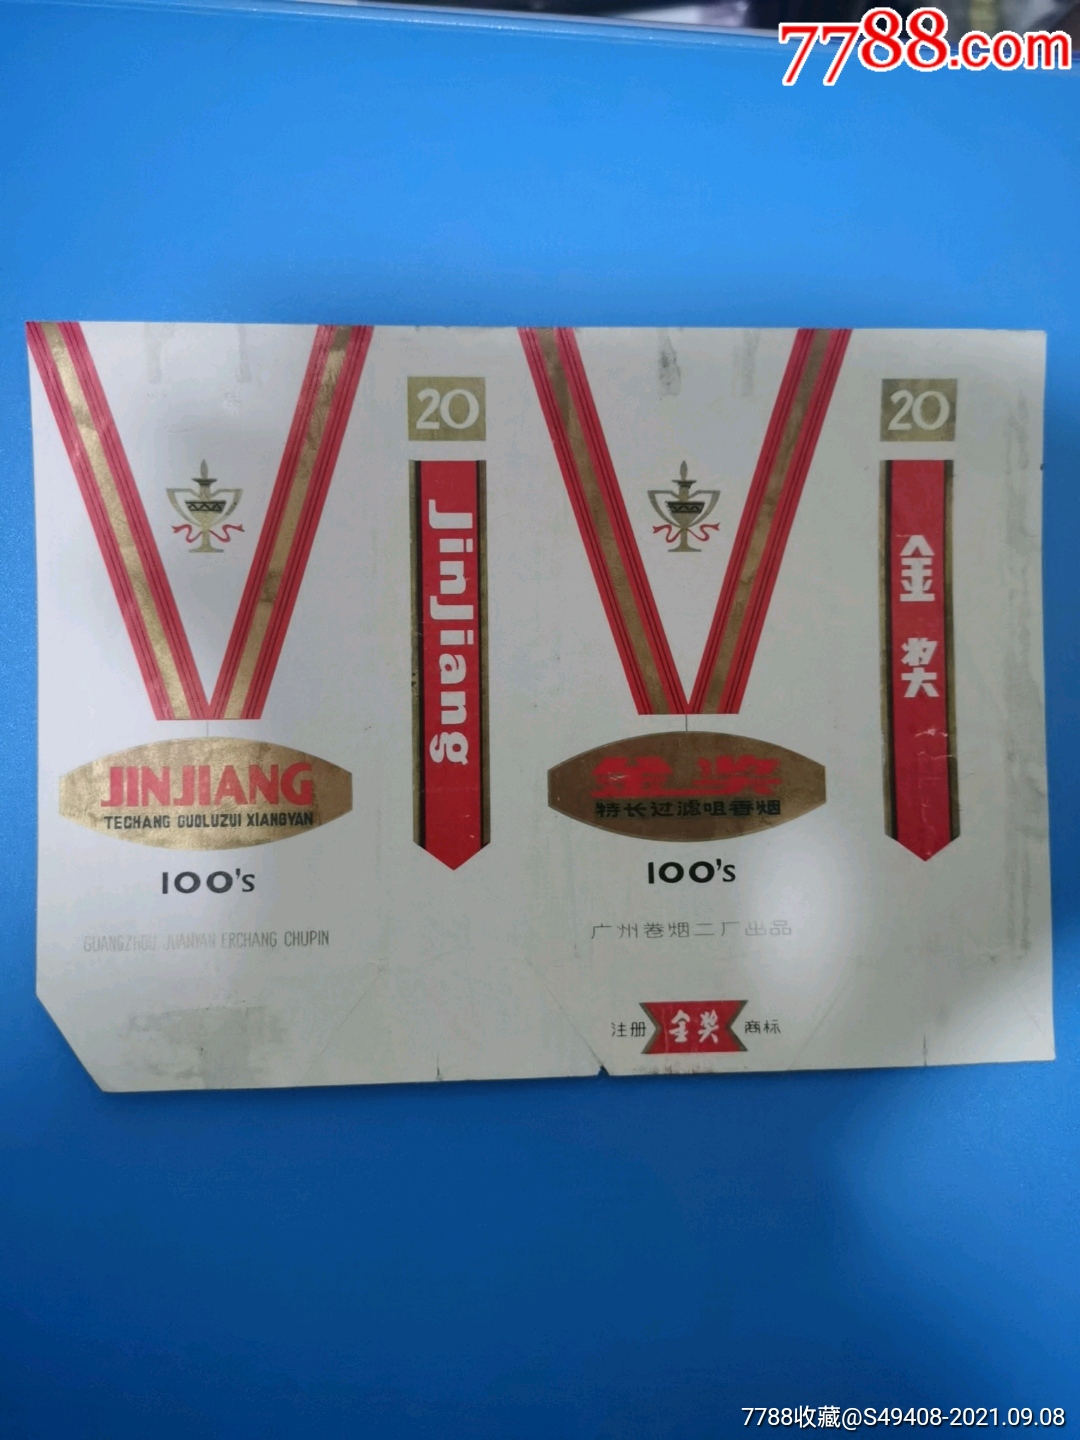 7788.com
20
JinJiang
20
金奖
JINJIANG
TECHANG GUOLUZUI XIANGYAN
100's
GUANGZHOU JUANYAN ERCHANG CHUPIN
金奖
特长过滤咀香烟
100's
广州卷烟二厂出品
注册 金奖 商标
7788收藏@S49408-2021.09.08